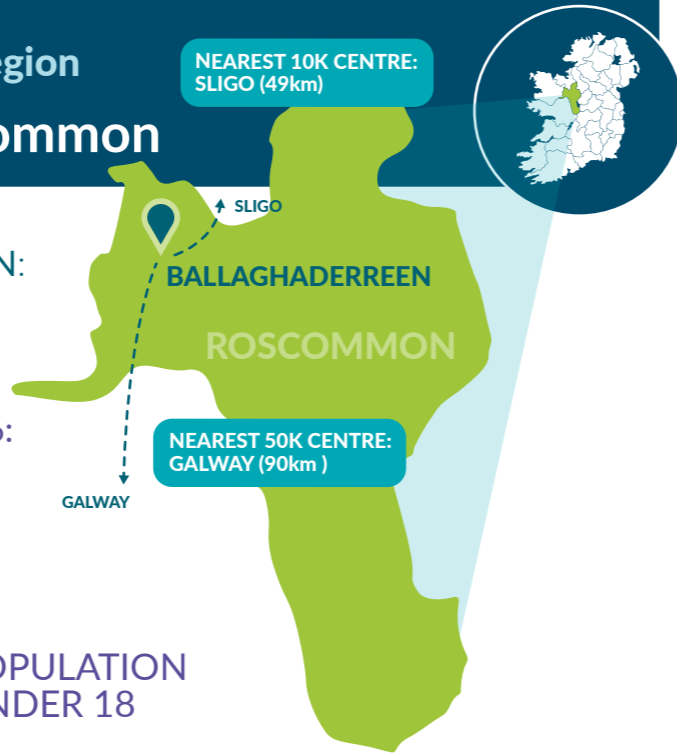 egion
ommon
NEAREST 10K CENTRE:
SLIGO (49km)
SLIGO
N:
BALLAGHADERREEN
ROSCOMMON
:
NEAREST 50K CENTRE:
GALWAY (90km )
GALWAY
OPULATION
NDER 18